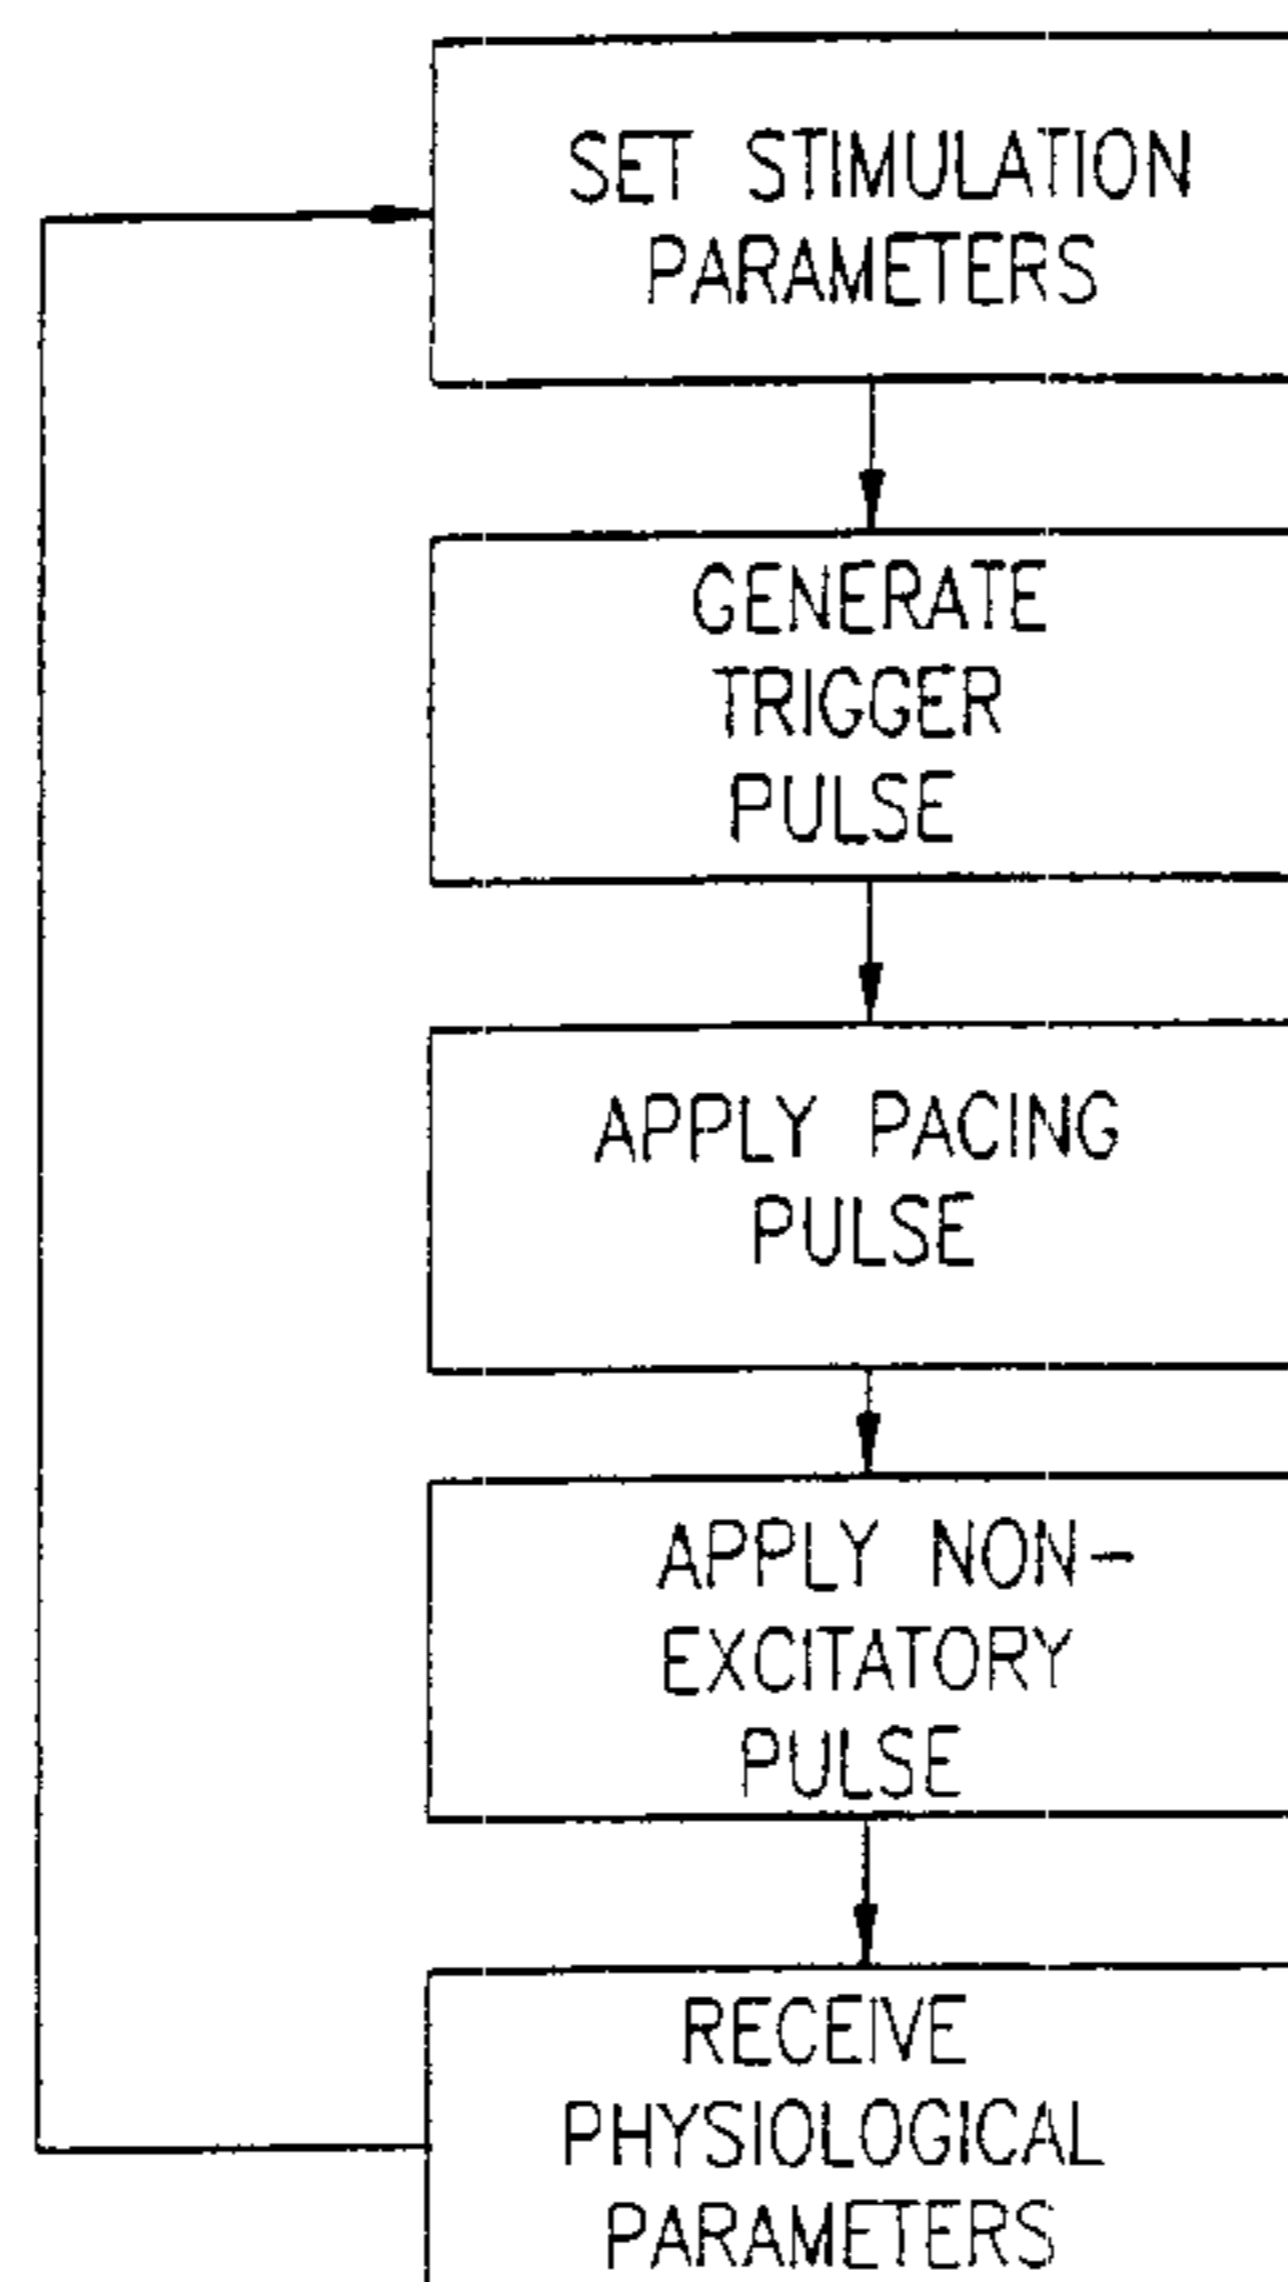 SET STIMULATION
PARAMETERS
GENERATE
TRIGGER
PULSE
APPLY PACING
PULSE
APPLY NON-
EXCITATORY
PULSE
RECEIVE
PHYSIOLOGICAL
PARAMETERS